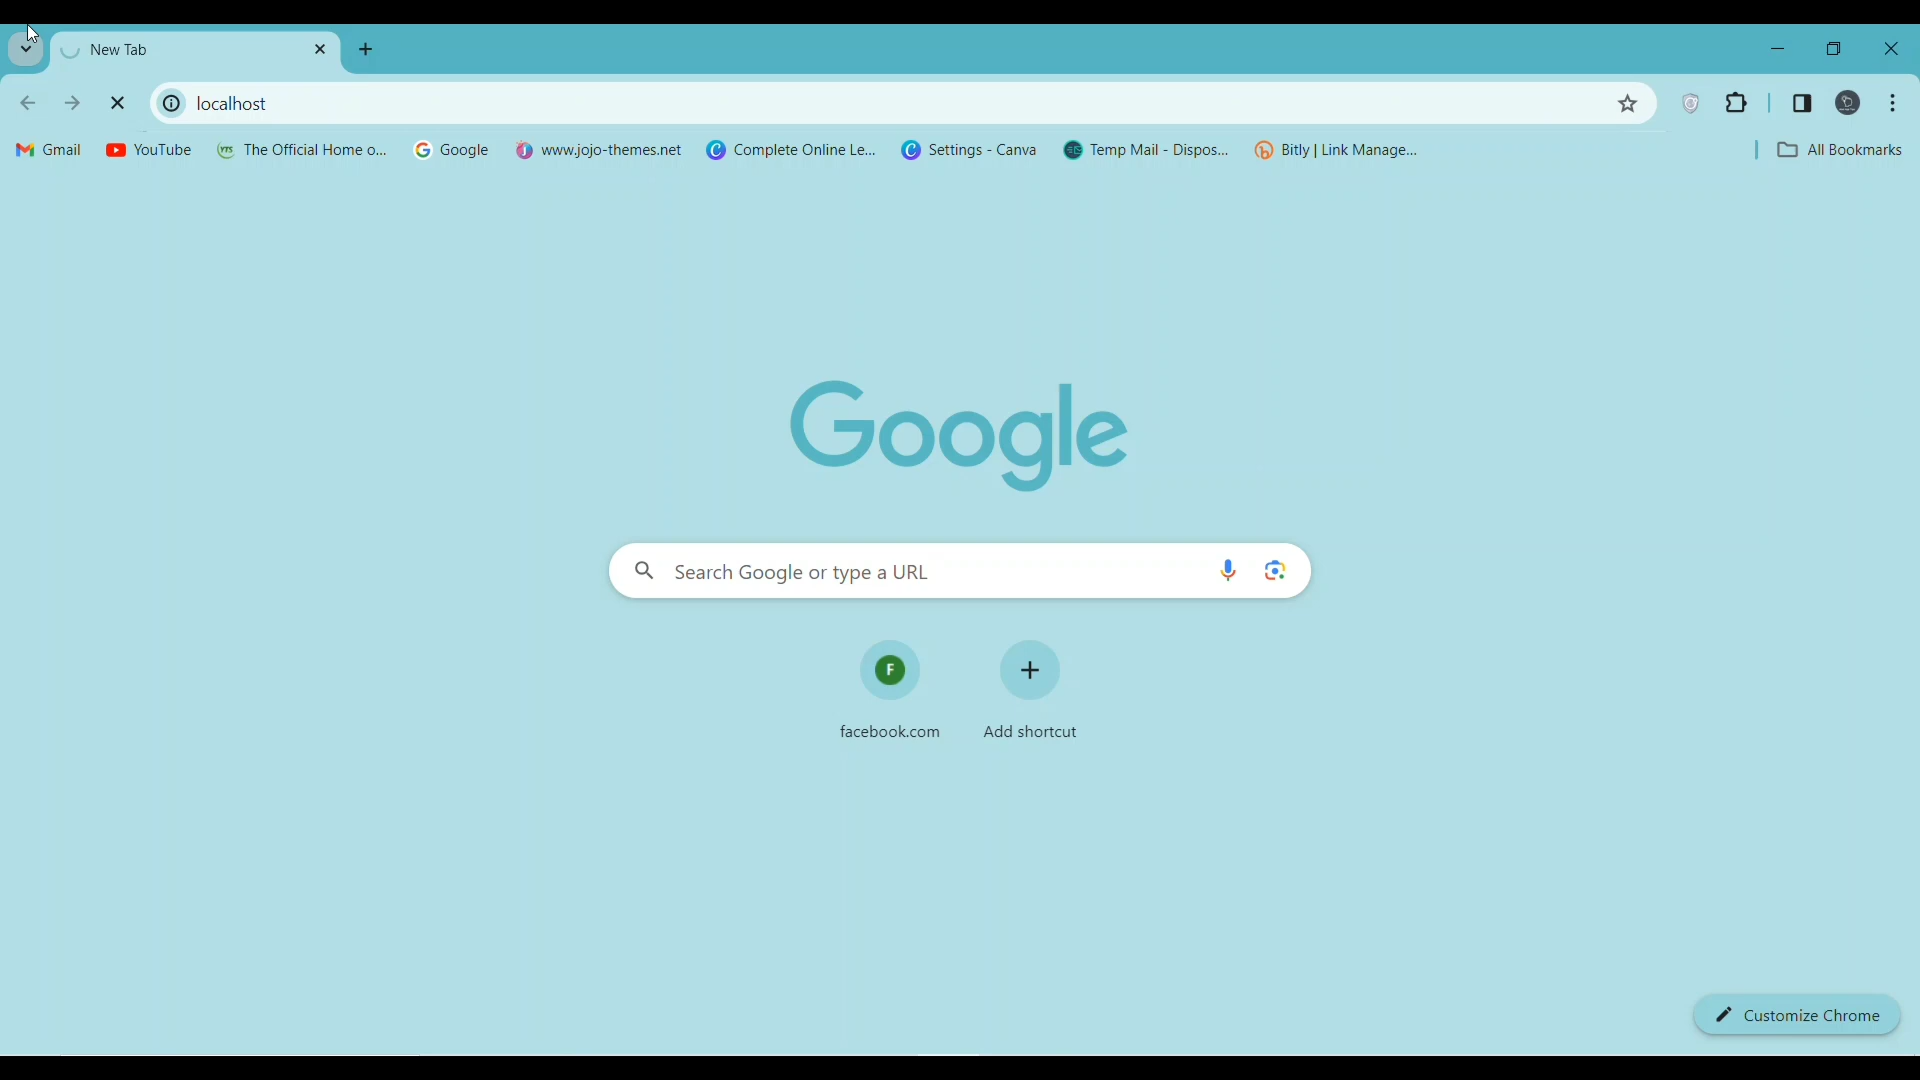 New Tab
localhost
Gmail
YouTube
YTS
The Official Home o...
Google
www.jojo-themes.net
Complete Online Le...
Settings - Canva
Temp Mail - Dispos...
Bitly | Link Manage...
All Bookmarks
Google
Search Google or type a URL
F
facebook.com
Add shortcut
Customize Chrome